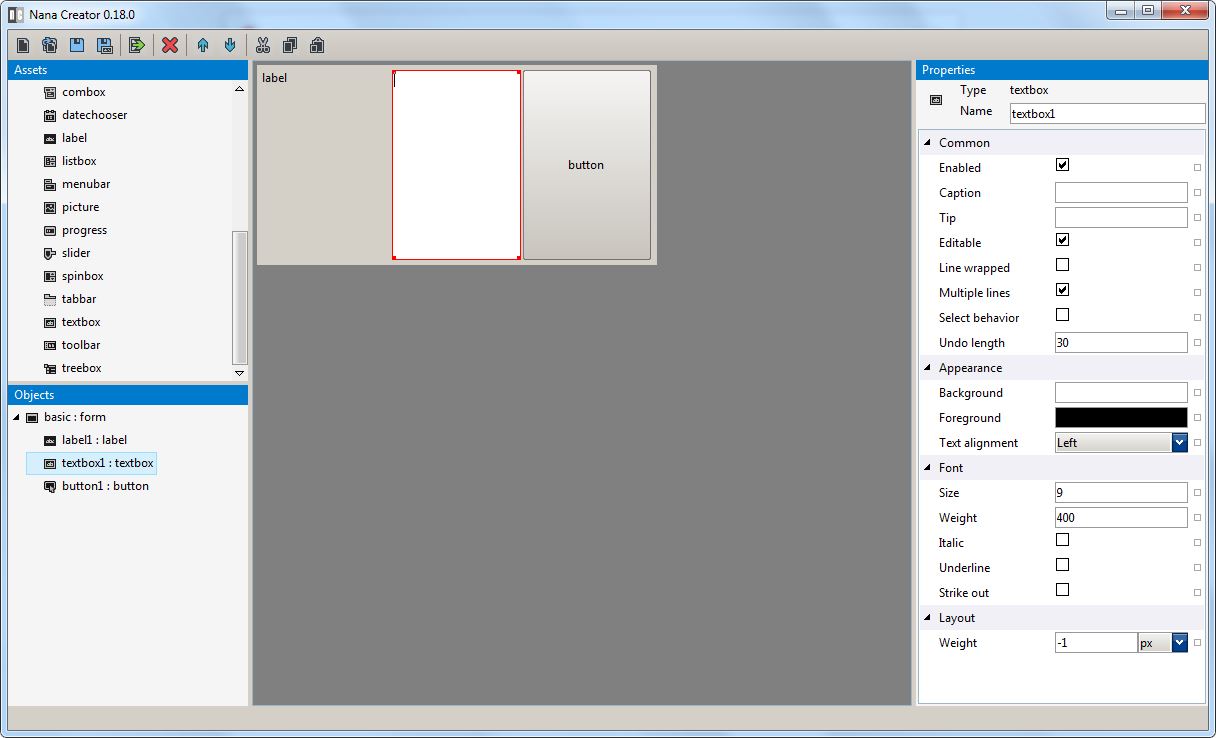 Nana Creator 0.18.0
Assets
combox
datechooser
label
listbox
menubar
picture
progress
slider
spinbox
tabbar
textbox
toolbar
treebox
Objects
basic : form
label1 : label
textbox1 : textbox
button1 : button
label
button
Properties
Type textbox
Name textbox1
Common
Enabled
Caption
Tip
Editable
Line wrapped
Multiple lines
Select behavior
Undo length 30
Appearance
Background
Foreground
Text alignment Left
Font
Size 9
Weight 400
Italic
Underline
Strike out
Layout
Weight -1 px